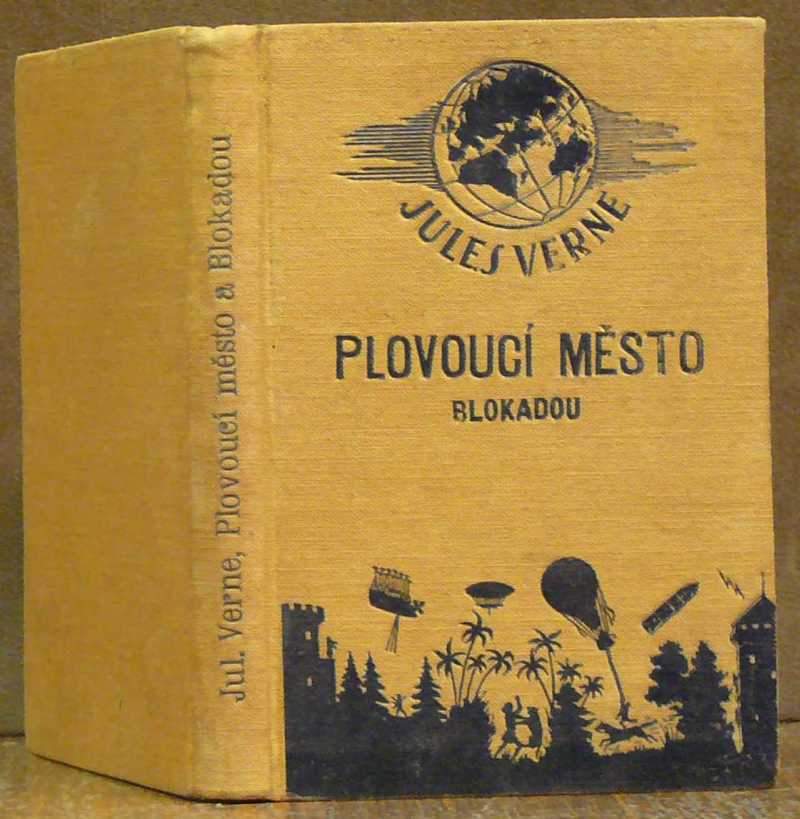 Jul. Verne, Plovoucí město a Blokadou
JULES VERNE
PLOVOUCÍ MĚSTO
BLOKADOU